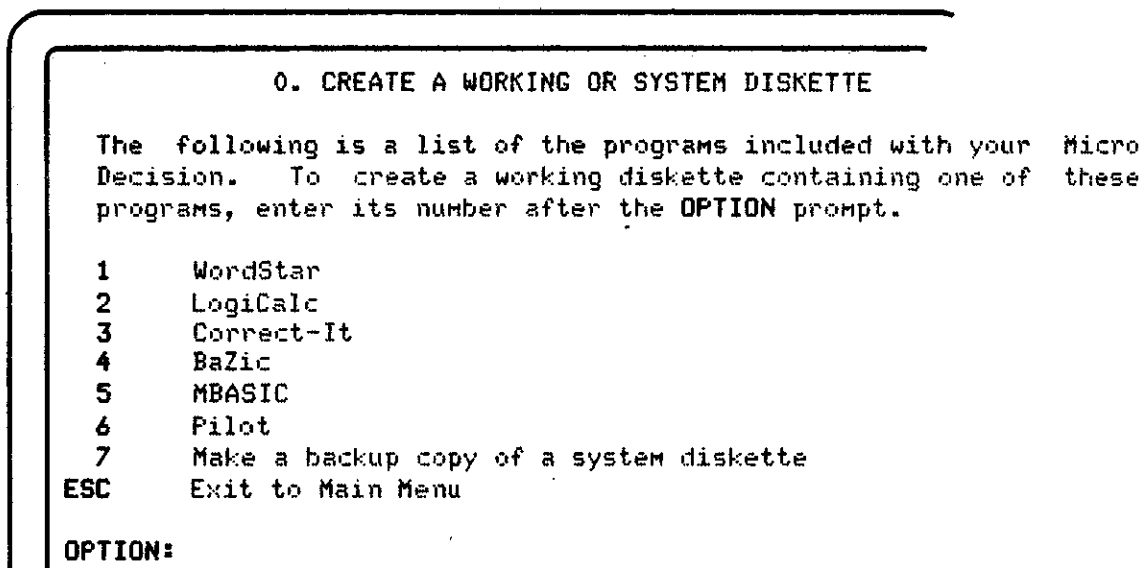 0. CREATE A WORKING OR SYSTEM DISKETTE
The following is a list of the programs included with your Micro
Decision. To create a working diskette containing one of these
programs, enter its number after the OPTION prompt.
1 WordStar
2 LogiCalc
3 Correct-It
4 BaZic
5 MBASIC
6 Pilot
7 Make a backup copy of a system diskette
ESC Exit to Main Menu
OPTION: